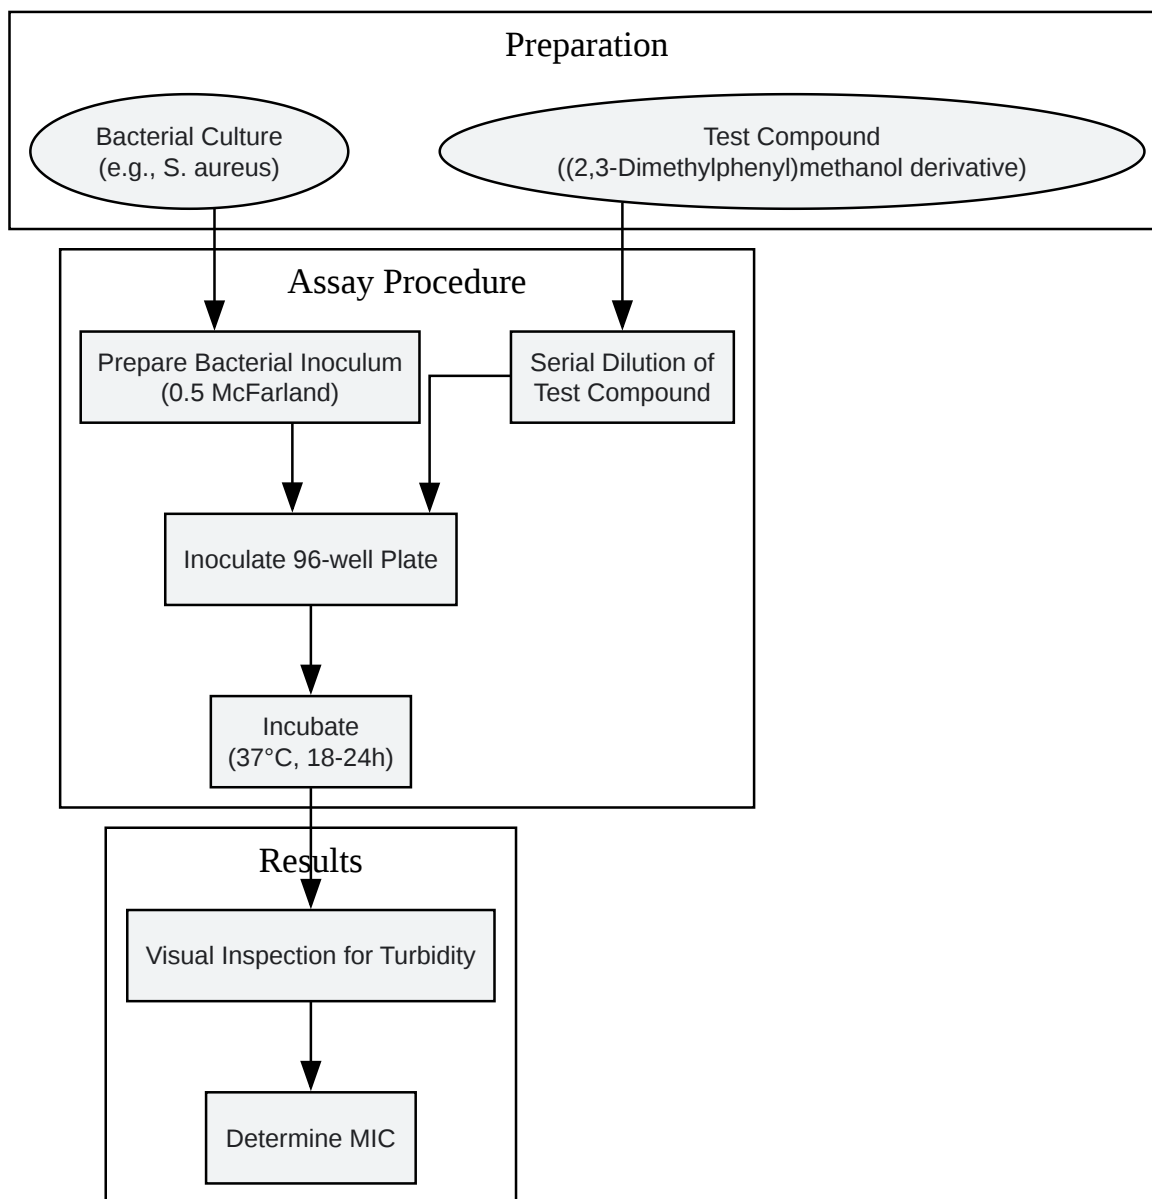 Preparation
Bacterial Culture
(e.g., S. aureus)
Test Compound
((2,3-Dimethylphenyl)methanol derivative)
Assay Procedure
Prepare Bacterial Inoculum
(0.5 McFarland)
Serial Dilution of
Test Compound
Inoculate 96-well Plate
Incubate
(37°C, 18-24h)
Results
Visual Inspection for Turbidity
Determine MIC